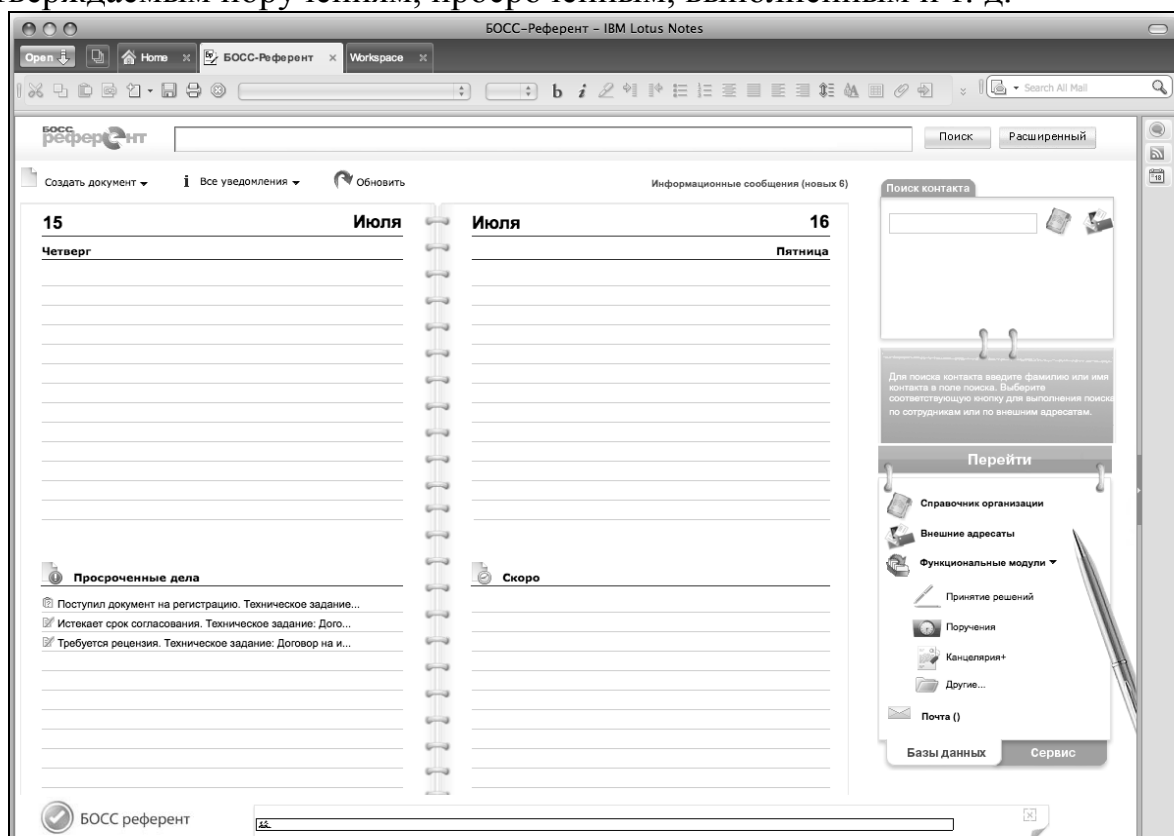 тверждаемым поручениям, просроченным, выполненным и т. д.
БОСС-Референт – IBM Lotus Notes
Open
Home
БОСС-Референт
Workspace
Search All Mail
БОСС
референт
Поиск
Расширенный
Создать документ
i Все уведомления
Обновить
Информационные сообщения (новых 6)
15 Июля
Четверг
Июля 16
Пятница
Просроченные дела
Поступил документ на регистрацию. Техническое задание...
Истекает срок согласования. Техническое задание: Дого...
Требуется рецензия. Техническое задание: Договор на и...
Скоро
Поиск контакта
Для поиска контакта введите фамилию или имя
контакта в поле поиска. Выберите
соответствующую кнопку для выполнения поиска
по сотрудникам или по внешним адресатам.
Перейти
Справочник организации
Внешние адресаты
Функциональные модули
Принятие решений
Поручения
Канцелярия+
Другие...
Почта ()
Базы данных
Сервис
18
БОСС референт